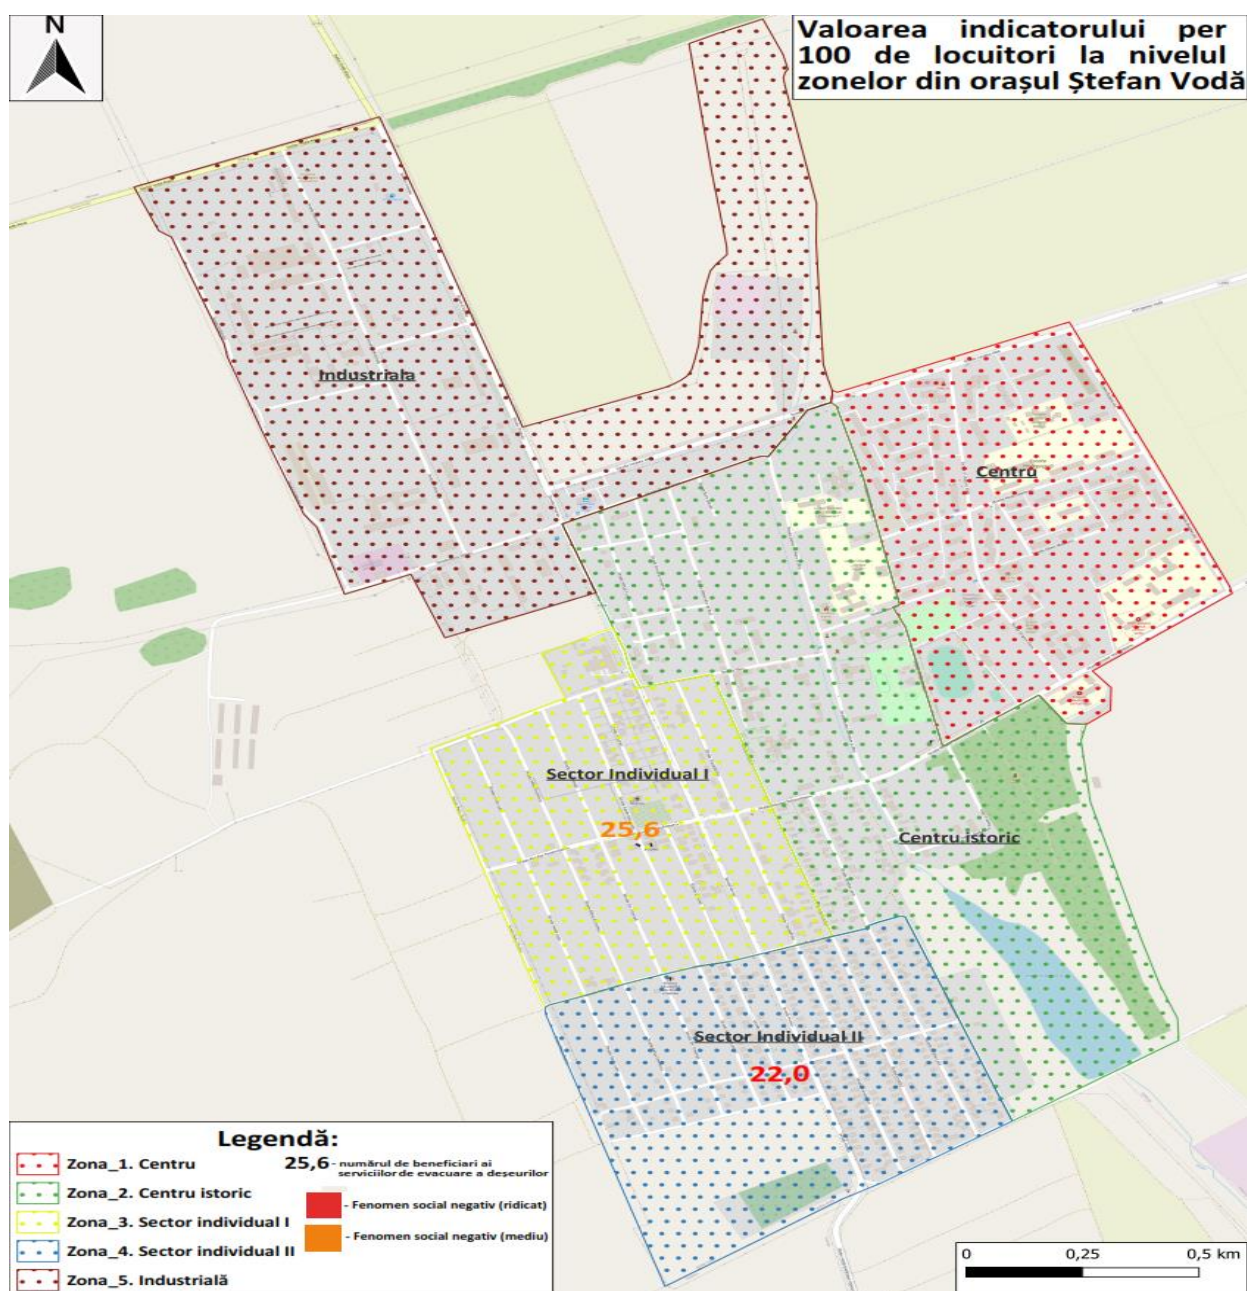 N
Valoarea indicatorului per
100 de locuitori la nivelul
zonelor din orașul Ștefan Vodă
Industriala
Centru
Sector Individual I
25,6
Centru istoric
Sector Individual II
22,0
Legendă:
Zona_1. Centru
Zona_2. Centru istoric
Zona_3. Sector individual I
Zona_4. Sector individual II
Zona_5. Industrială
25,6 - numărul de beneficiari ai
serviciilor de evacuare a deșeurilor
- Fenomen social negativ (ridicat)
- Fenomen social negativ (mediu)
0 0,25 0,5 km